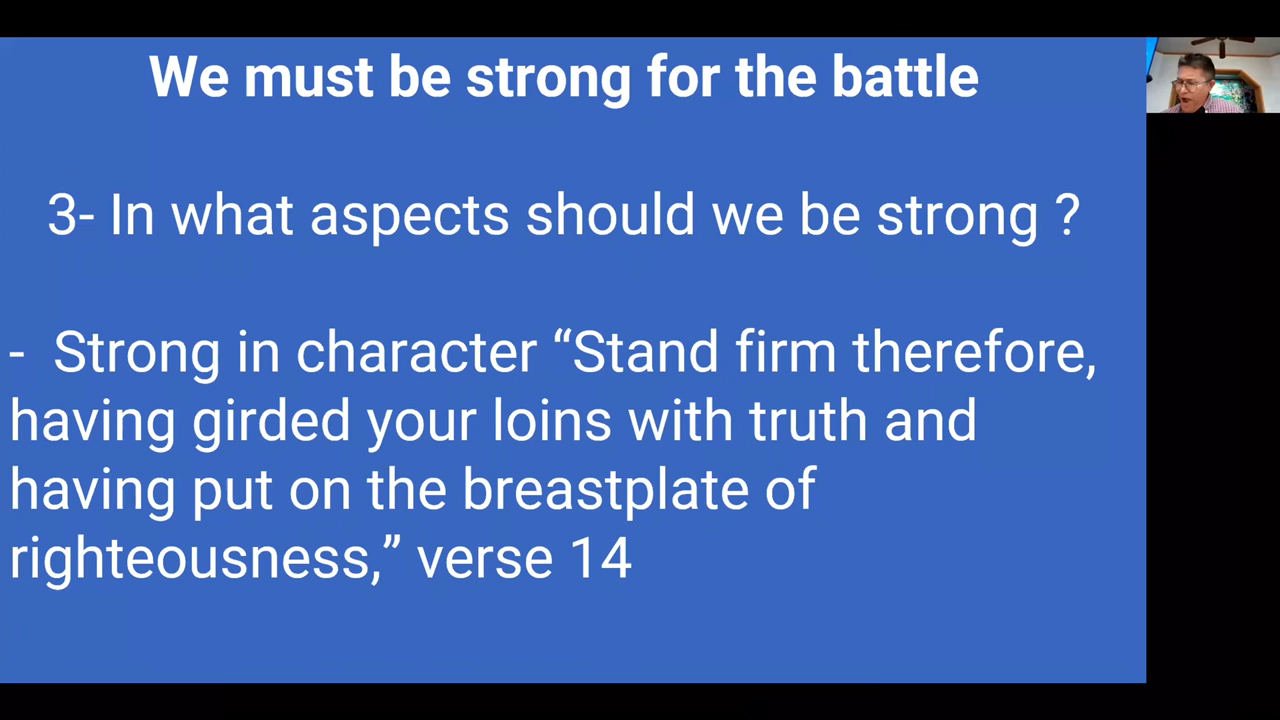 We must be strong for the battle
3- In what aspects should we be strong ?
- Strong in character “Stand firm therefore,
having girded your loins with truth and
having put on the breastplate of
righteousness,” verse 14